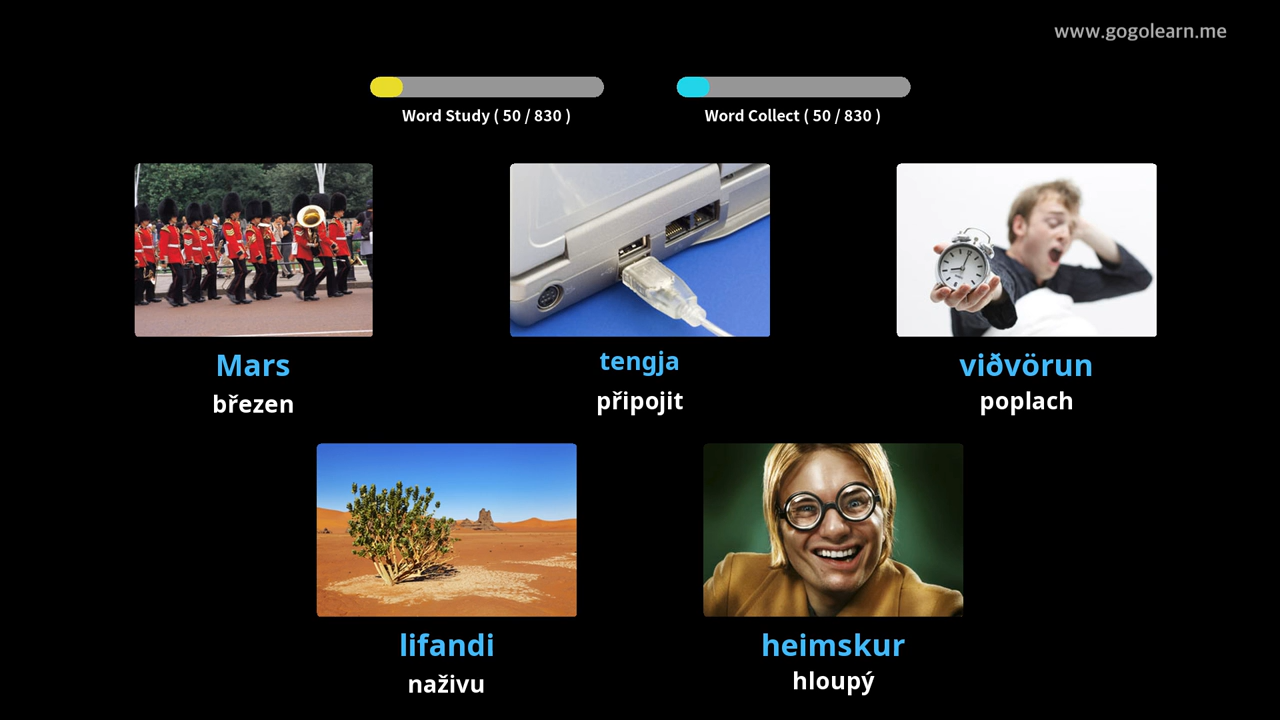 www.gogolearn.me
Word Study ( 50 / 830 )
Word Collect ( 50 / 830 )
Mars
březen
tengja
připojit
viðvörun
poplach
lifandi
naživu
heimskur
hloupý